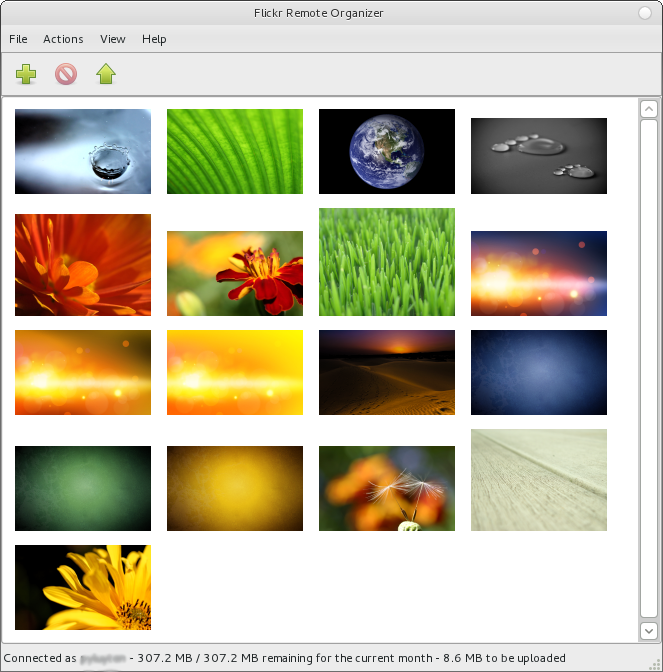 Flickr Remote Organizer
File Actions View Help
Connected as - 307.2 MB / 307.2 MB remaining for the current month - 8.6 MB to be uploaded